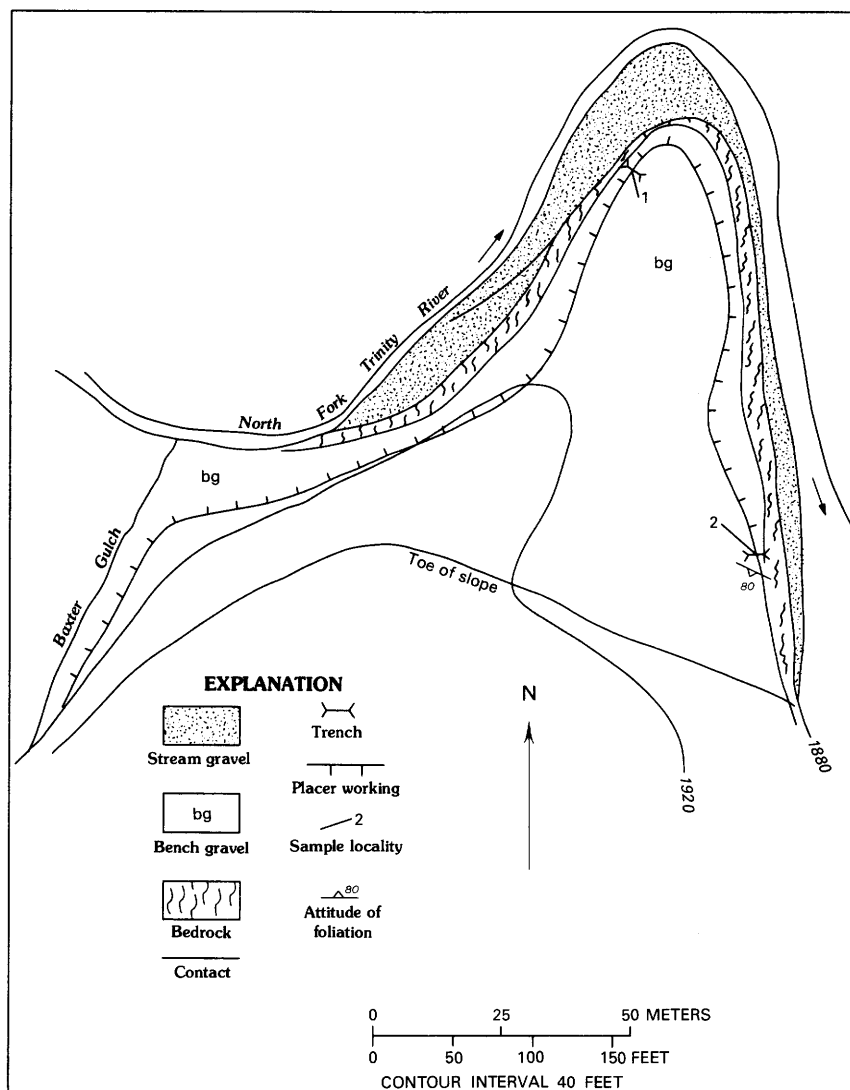 1
bg
North Fork Trinity River
bg
Baxter Gulch
2
80
Toe of slope
1880
1920
N
EXPLANATION
Stream gravel
Trench
Placer working
bg
Bench gravel
2
Sample locality
80
Bedrock
Attitude of
foliation
Contact
0 25 50 METERS
0 50 100 150 FEET
CONTOUR INTERVAL 40 FEET